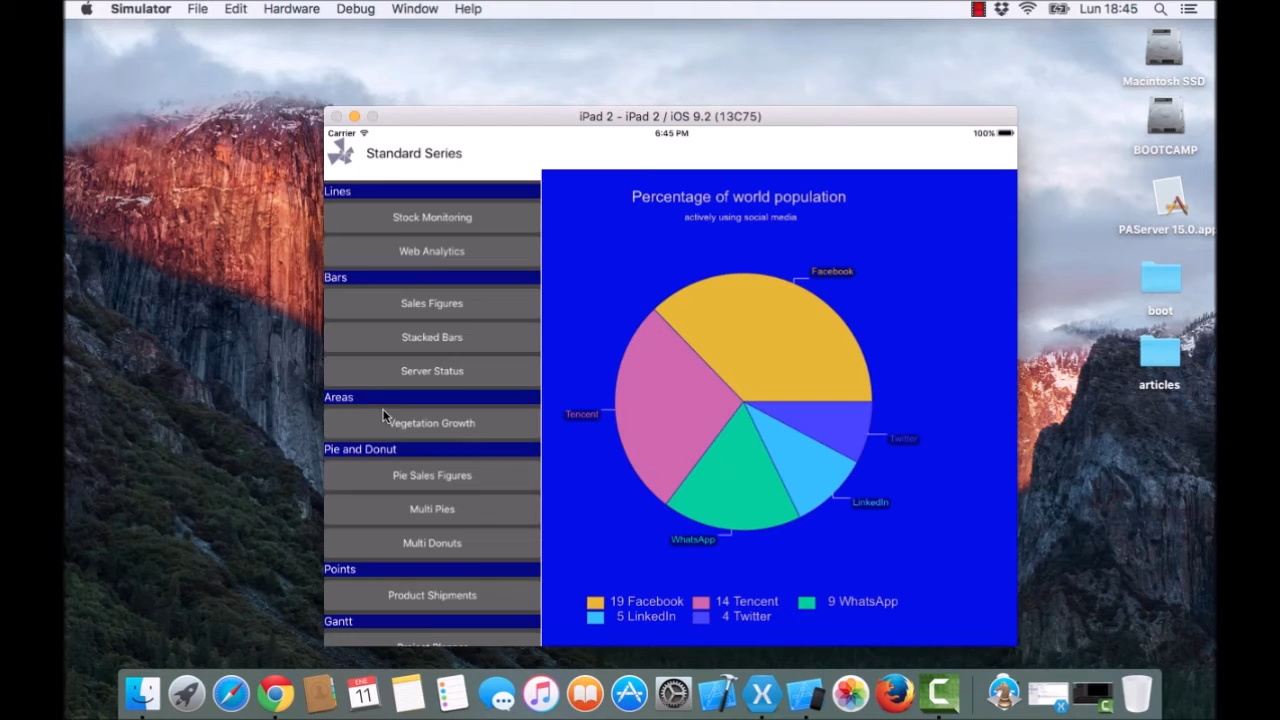 Simulator File Edit Hardware Debug Window Help Lun 18:45
Macintosh SSD
BOOTCAMP
PAServer 15.0.app
boot
articles
iPad 2 - iPad 2 / iOS 9.2 (13C75)
Carrier 6:45 PM 100%
Standard Series
Lines
Stock Monitoring
Web Analytics
Bars
Sales Figures
Stacked Bars
Server Status
Areas
Vegetation Growth
Pie and Donut
Pie Sales Figures
Multi Pies
Multi Donuts
Points
Product Shipments
Gantt
Percentage of world population
actively using social media
Facebook
Tencent
Twitter
LinkedIn
WhatsApp
19 Facebook 14 Tencent 9 WhatsApp
5 LinkedIn 4 Twitter
ENE
11